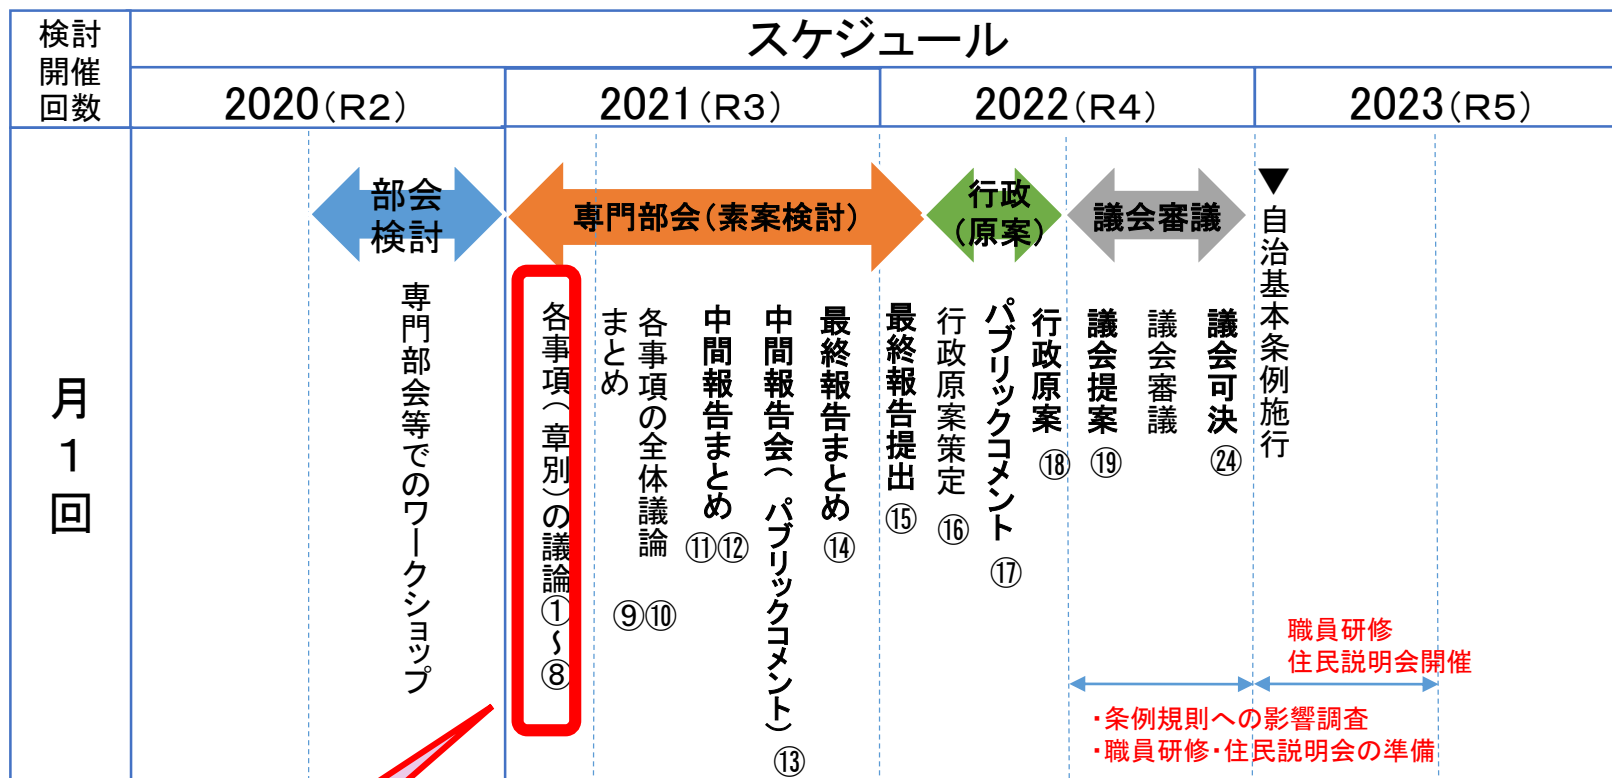 検討
開催
回数
スケジュール
2020(R2)
2021(R3)
2022(R4)
2023(R5)
月1回
部会
検討
専門部会(素案検討)
行政
(原案)
議会審議
▼自治基本条例施行
専門部会等でのワークショップ
各事項(章別)の議論①~⑧
各事項の全体議論
まとめ
⑨⑩
中間報告まとめ
⑪⑫
中間報告会(パブリックコメント)
⑬
最終報告まとめ
⑭
最終報告提出
⑮
行政原案策定
⑯
パブリックコメント
⑰
行政原案
⑱
議会提案
⑲
議会審議
議会可決
㉔
職員研修
住民説明会開催
・条例規則への影響調査
・職員研修・住民説明会の準備